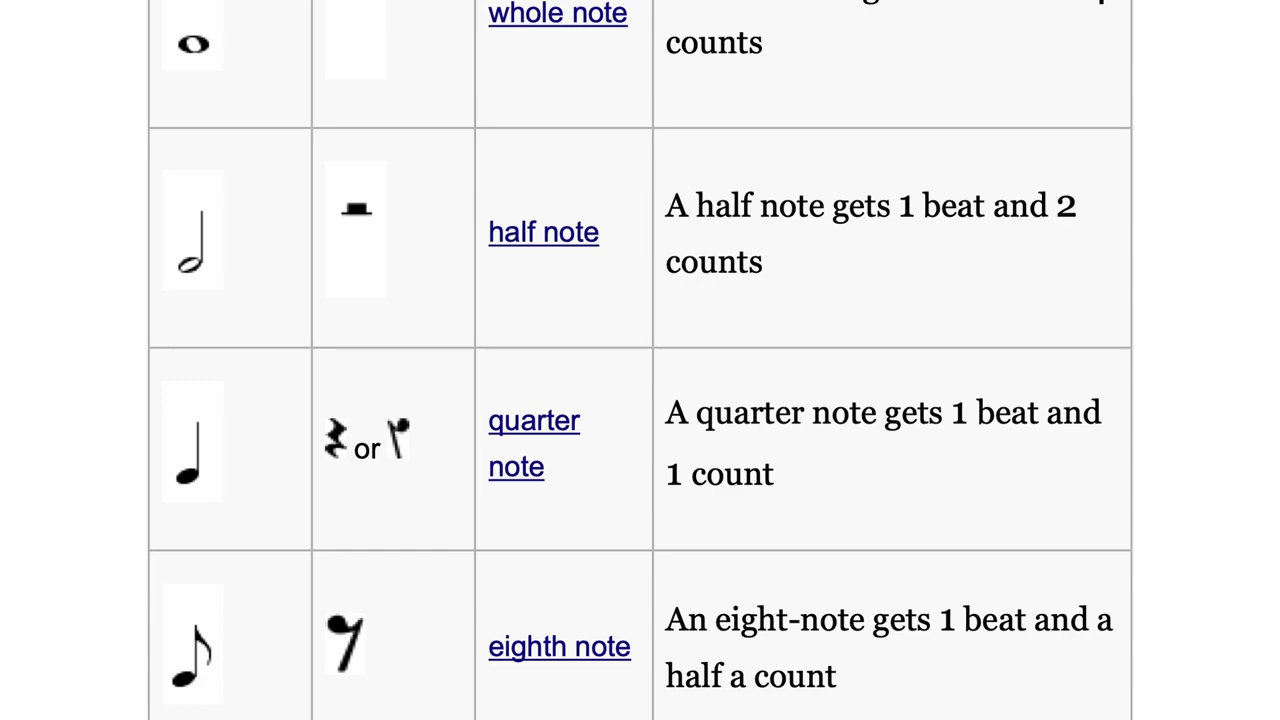 whole note
counts
half note
A half note gets 1 beat and 2
counts
or
quarter
note
A quarter note gets 1 beat and
1 count
eighth note
An eight-note gets 1 beat and a
half a count